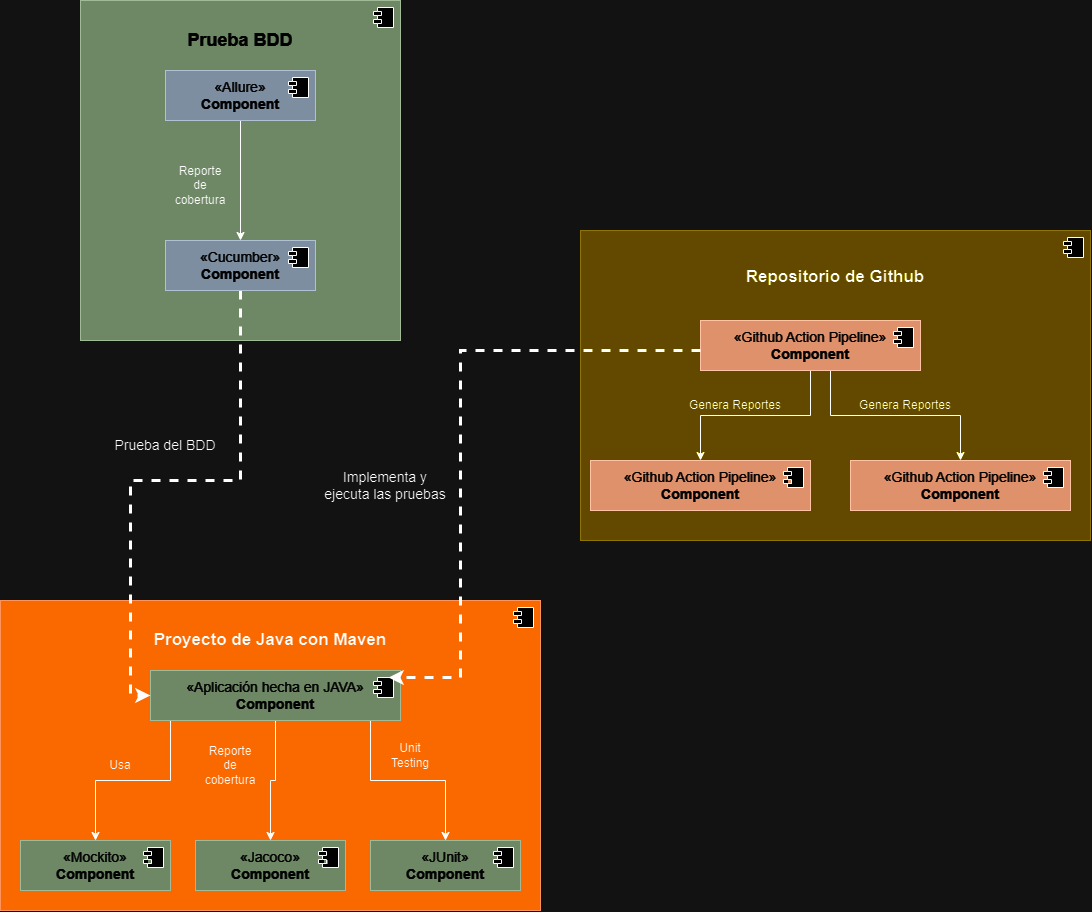 Prueba BDD
«Allure»
Component
Reporte
de
cobertura
«Cucumber»
Component
Prueba del BDD
Repositorio de Github
«Github Action Pipeline»
Component
Genera Reportes
Genera Reportes
«Github Action Pipeline»
Component
«Github Action Pipeline»
Component
Implementa y
ejecuta las pruebas
Proyecto de Java con Maven
«Aplicación hecha en JAVA»
Component
Usa
Reporte
de
cobertura
Unit
Testing
«Mockito»
Component
«Jacoco»
Component
«JUnit»
Component